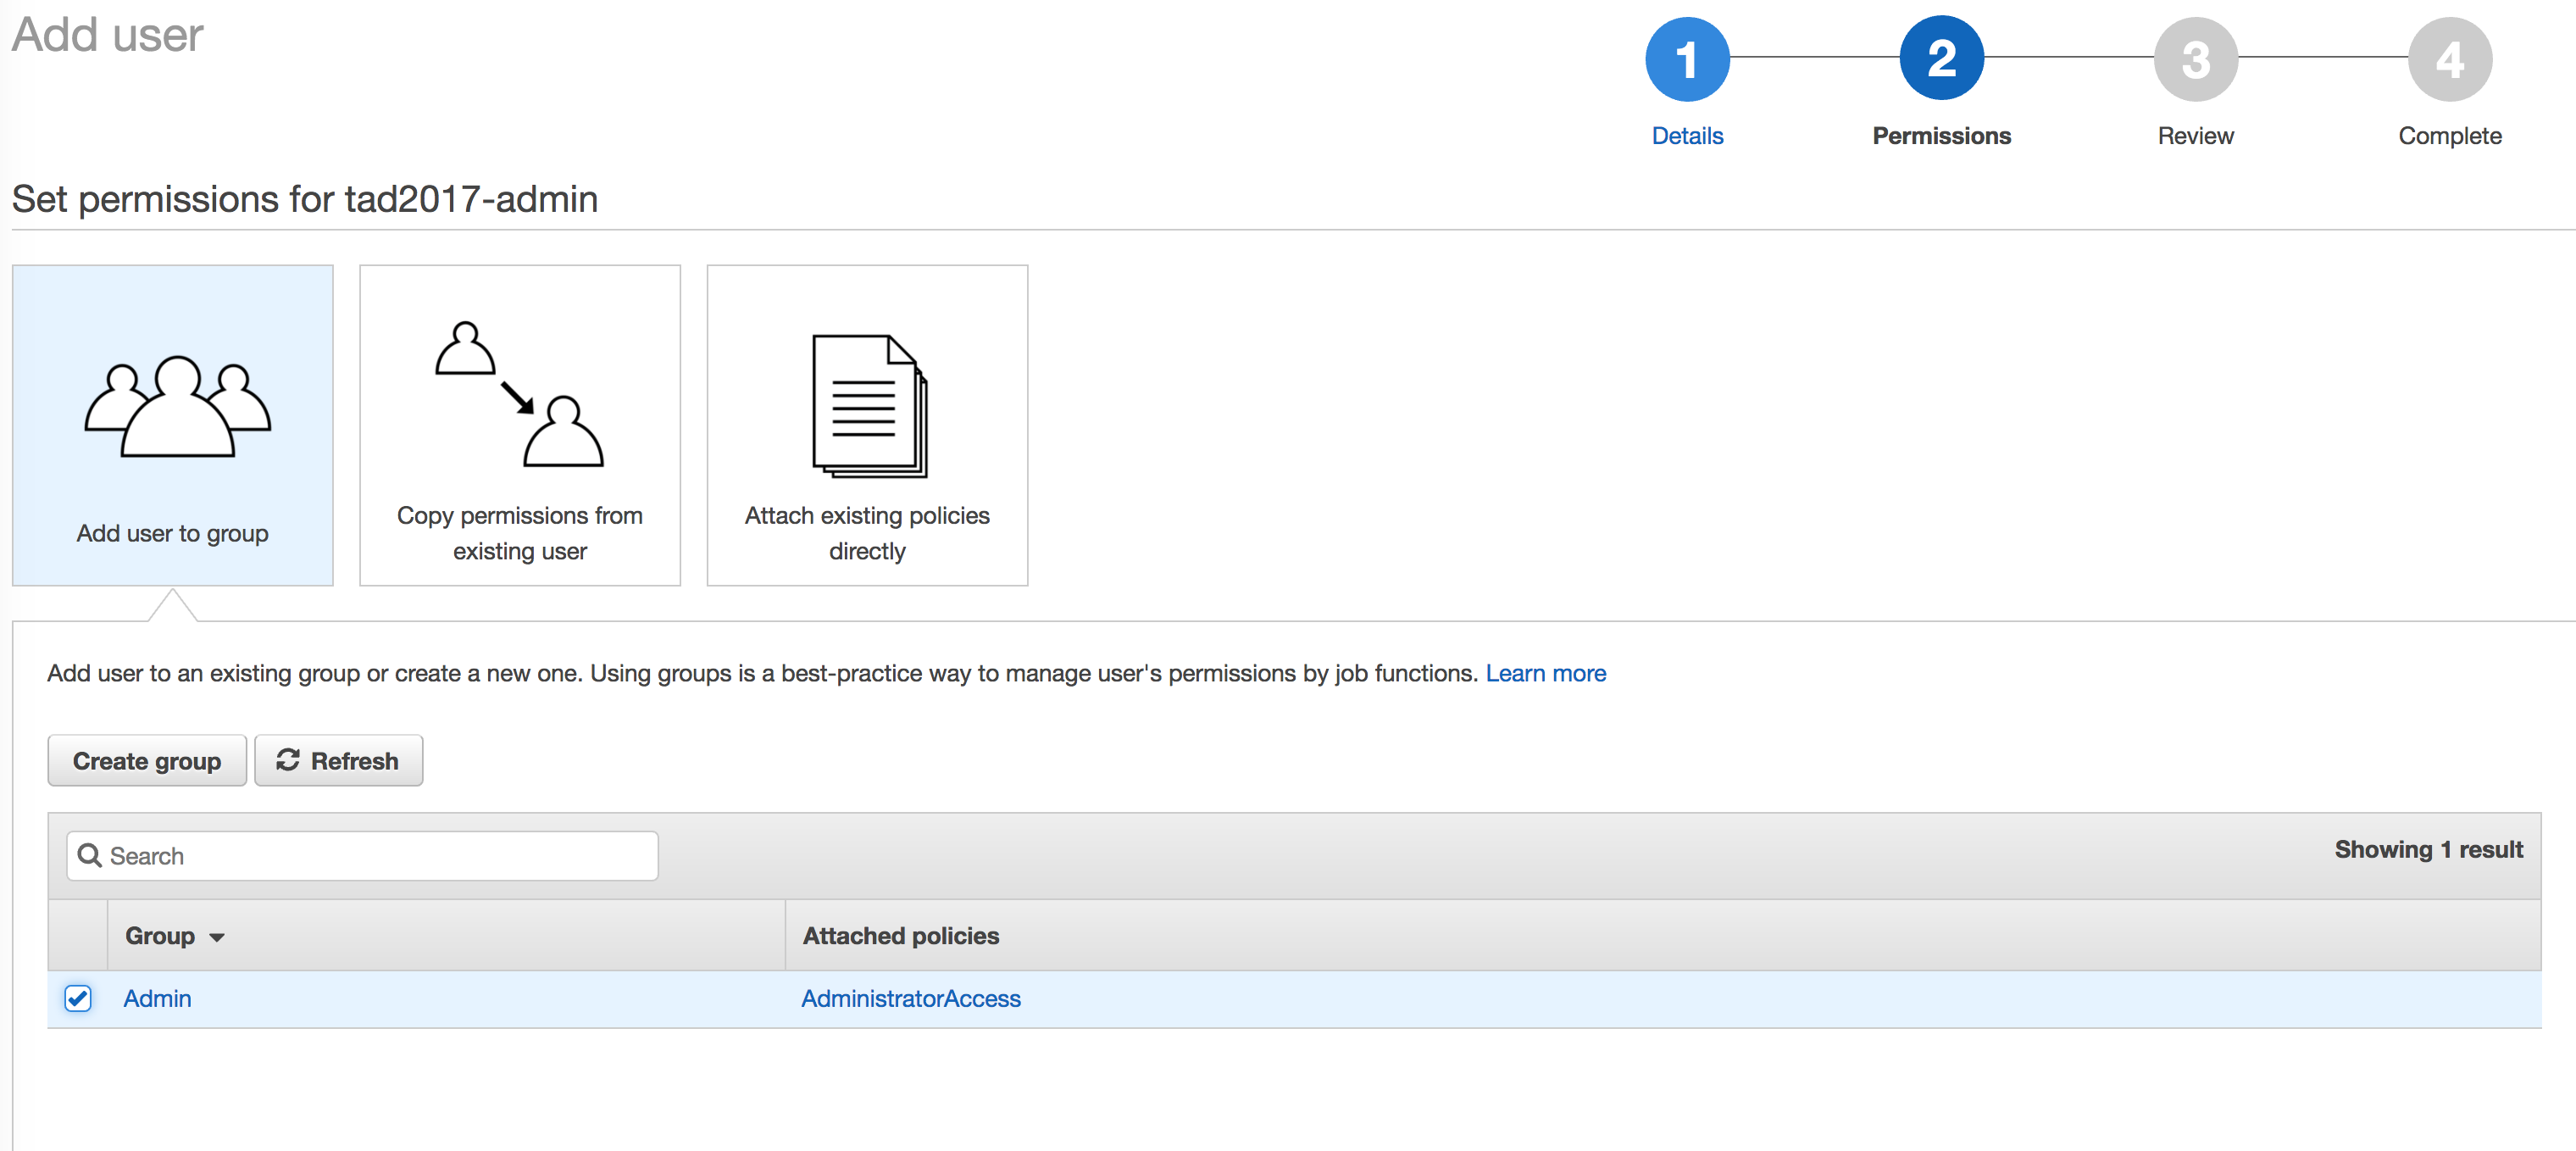 Add user
1
2
3
4
Details
Permissions
Review
Complete
Set permissions for tad2017-admin
Add user to group
Copy permissions from
existing user
Attach existing policies
directly
Add user to an existing group or create a new one. Using groups is a best-practice way to manage user's permissions by job functions. Learn more
Create group
Refresh
Search
Showing 1 result
Group
Attached policies
Admin
AdministratorAccess